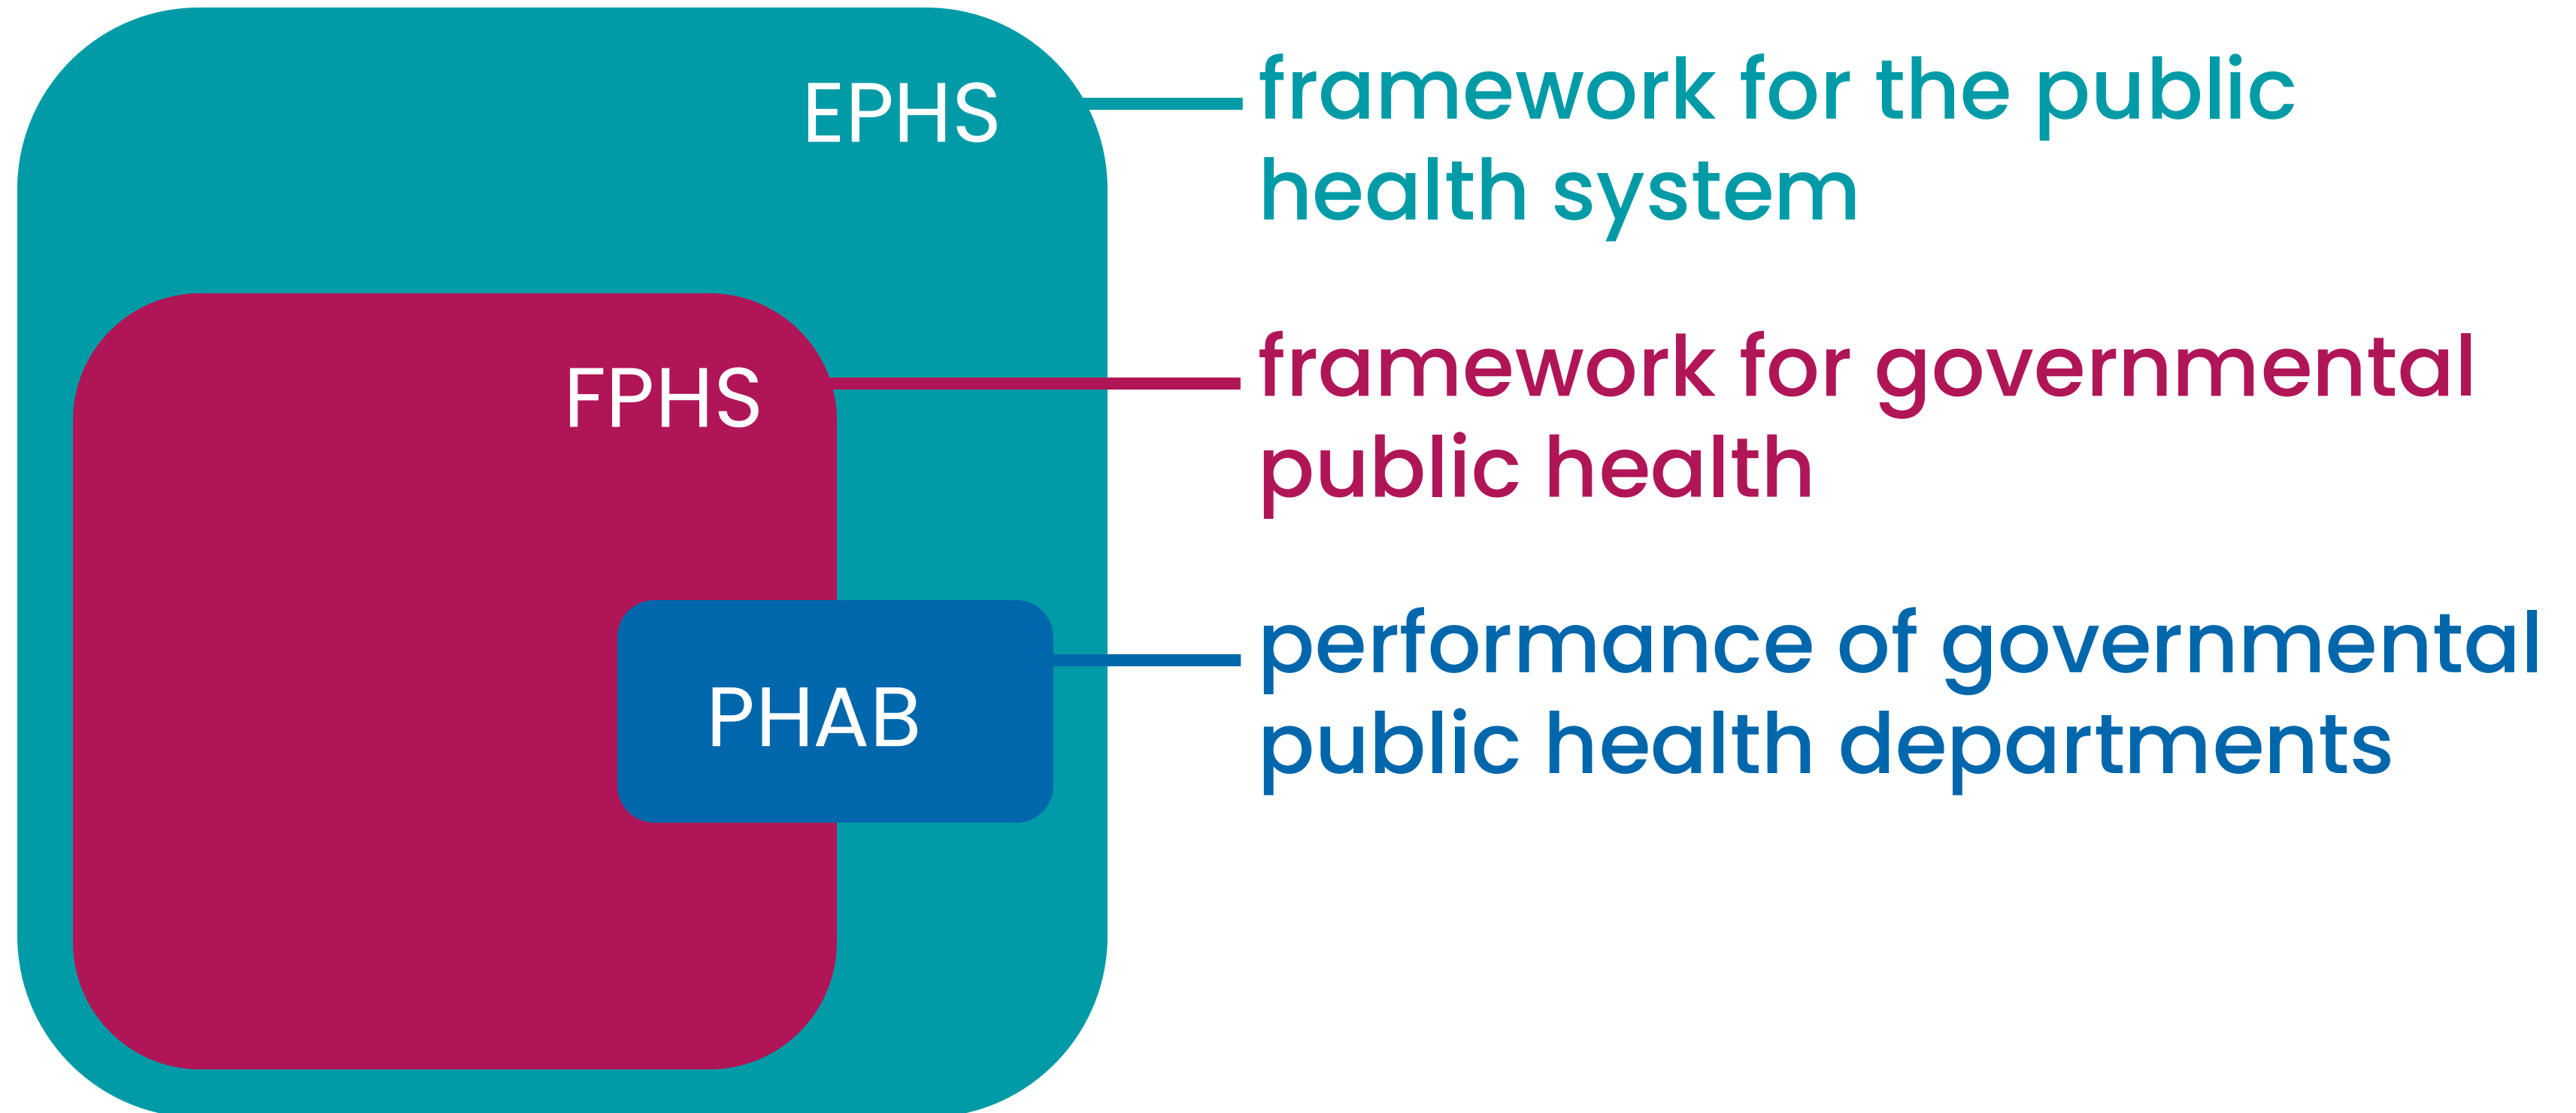 EPHS
framework for the public
health system
FPHS
framework for governmental
public health
PHAB
performance of governmental
public health departments